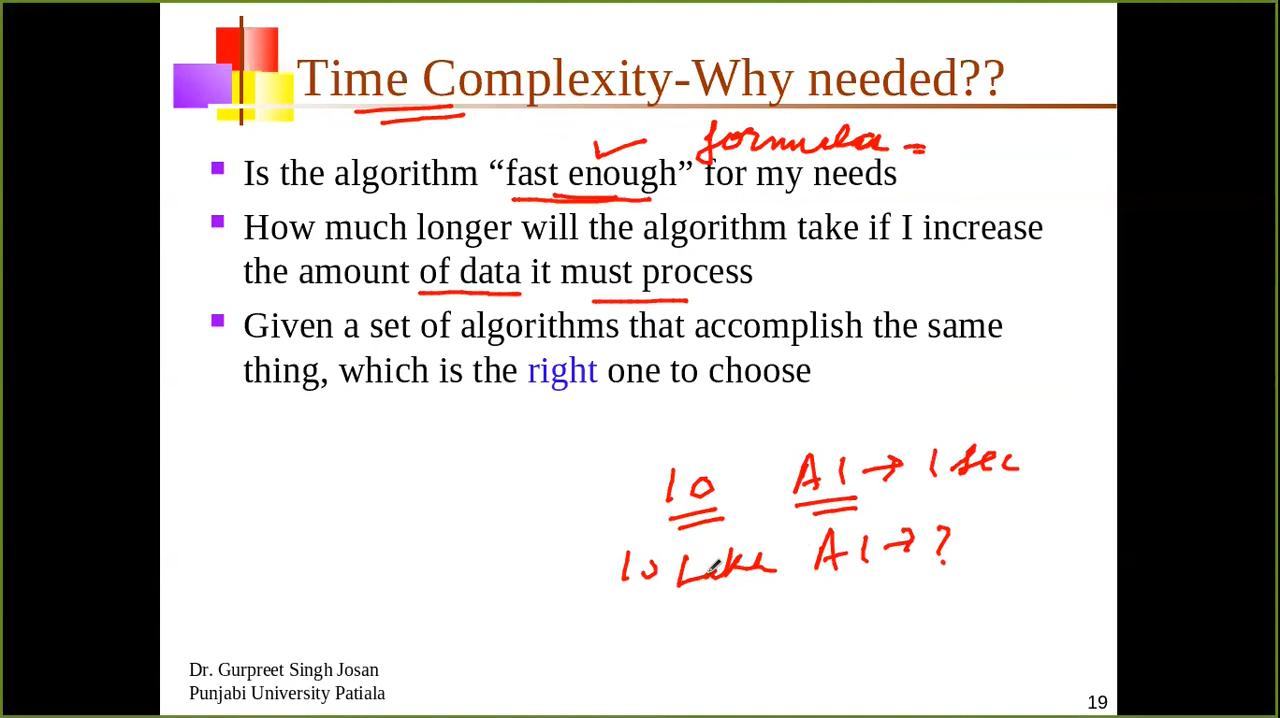 Time Complexity-Why needed??
formula =
Is the algorithm “fast enough” for my needs
How much longer will the algorithm take if I increase
the amount of data it must process
Given a set of algorithms that accomplish the same
thing, which is the right one to choose
10 A1 → 1 sec
10 Lakh A1 → ?
Dr. Gurpreet Singh Josan
Punjabi University Patiala
19